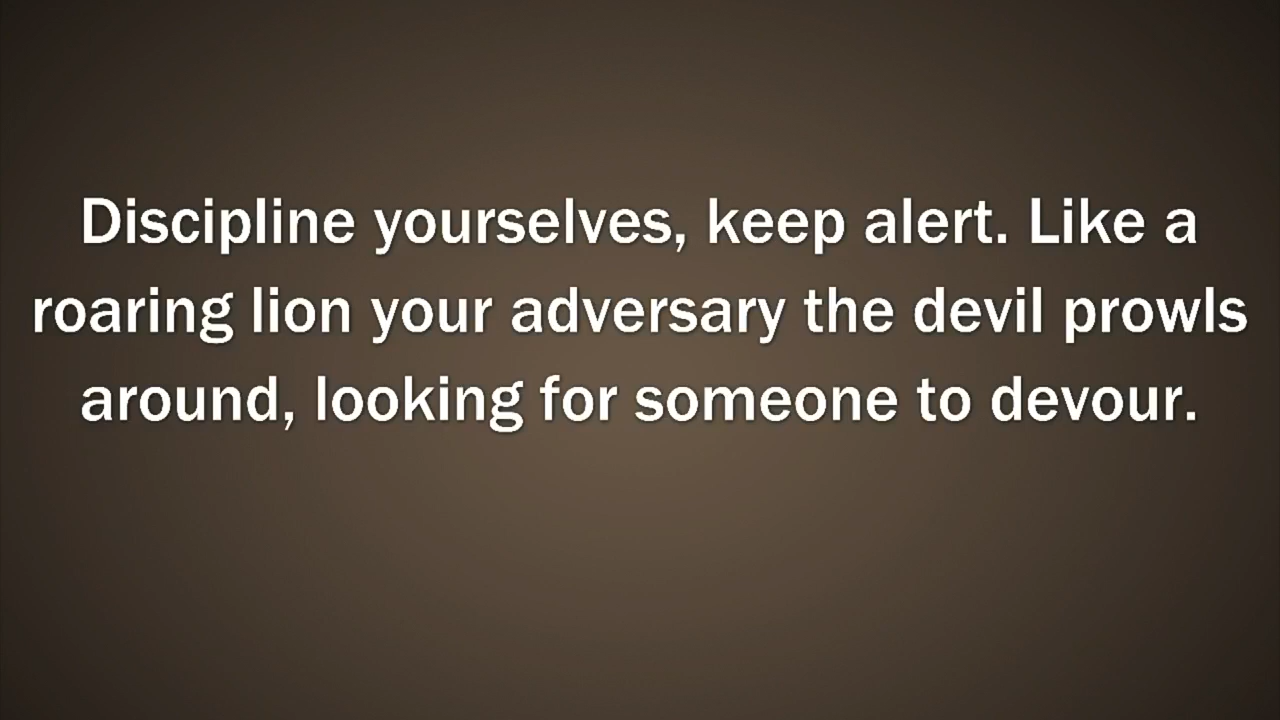 Discipline yourselves, keep alert. Like a
roaring lion your adversary the devil prowls
around, looking for someone to devour.